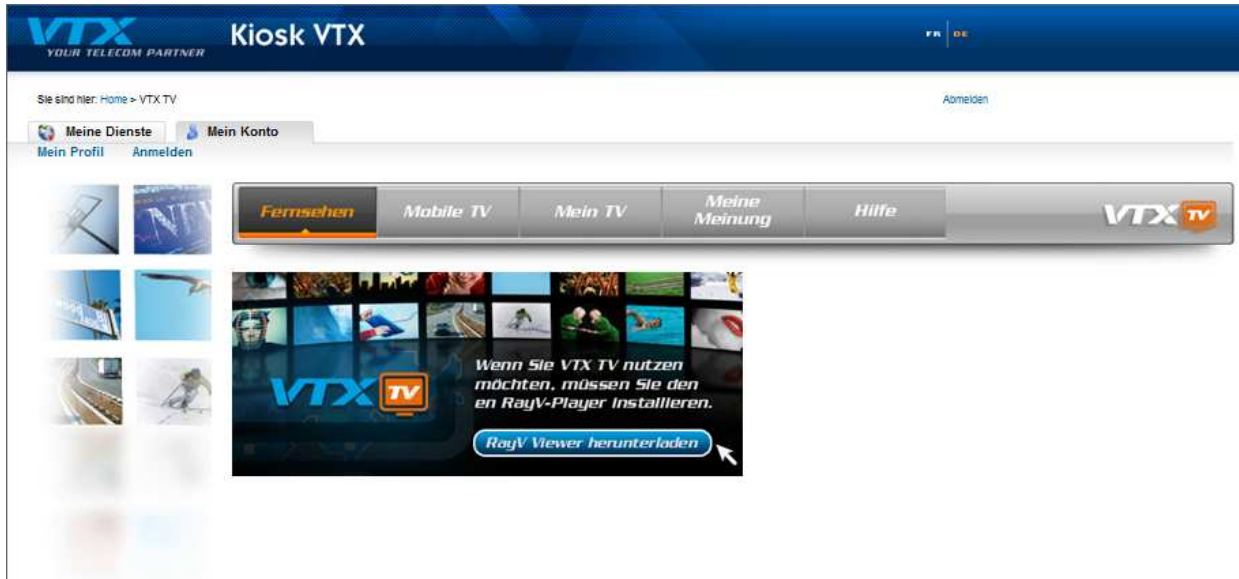 VTX
YOUR TELECOM PARTNER
Kiosk VTX
FR DE
Sie sind hier: Home > VTX TV
Abmelden
Meine Dienste
Mein Konto
Mein Profil
Anmelden
Fernsehen
Mobile TV
Mein TV
Meine
Meinung
Hilfe
VTX TV
VTX TV
Wenn Sie VTX TV nutzen
möchten, müssen Sie den
en RayV-Player installieren.
RayV Viewer herunterladen